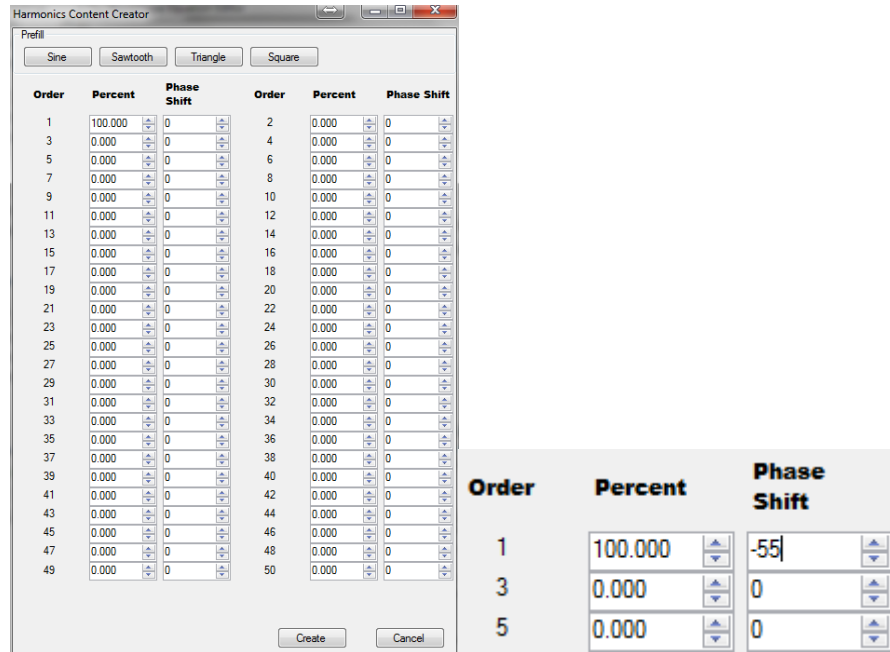 Harmonics Content Creator
Prefill
Sine Sawtooth Triangle Square
Order Percent Phase Shift Order Percent Phase Shift
1 100.000 0 2 0.000 0
3 0.000 0 4 0.000 0
5 0.000 0 6 0.000 0
7 0.000 0 8 0.000 0
9 0.000 0 10 0.000 0
11 0.000 0 12 0.000 0
13 0.000 0 14 0.000 0
15 0.000 0 16 0.000 0
17 0.000 0 18 0.000 0
19 0.000 0 20 0.000 0
21 0.000 0 22 0.000 0
23 0.000 0 24 0.000 0
25 0.000 0 26 0.000 0
27 0.000 0 28 0.000 0
29 0.000 0 30 0.000 0
31 0.000 0 32 0.000 0
33 0.000 0 34 0.000 0
35 0.000 0 36 0.000 0
37 0.000 0 38 0.000 0
39 0.000 0 40 0.000 0
41 0.000 0 42 0.000 0
43 0.000 0 44 0.000 0
45 0.000 0 46 0.000 0
47 0.000 0 48 0.000 0
49 0.000 0 50 0.000 0
Create Cancel
Order Percent Phase Shift
1 100.000 -55
3 0.000 0
5 0.000 0